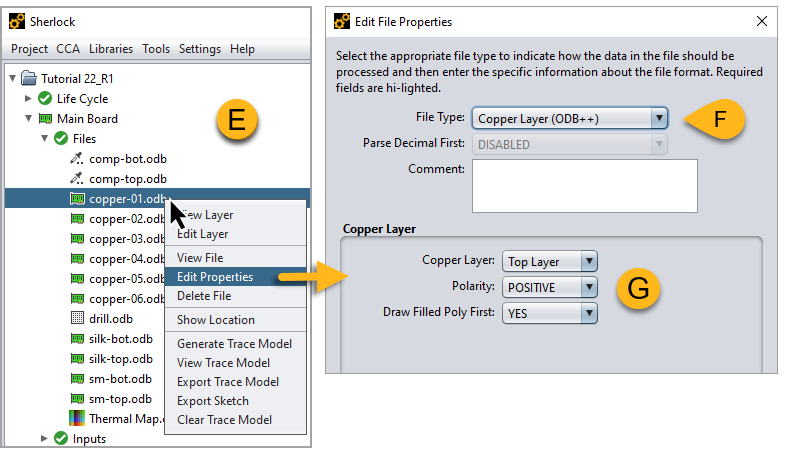 Sherlock
Project CCA Libraries Tools Settings Help
Tutorial 22_R1
Life Cycle
Main Board
Files
comp-bot.odb
comp-top.odb
copper-01.odb
copper-02.odb
copper-03.odb
copper-04.odb
copper-05.odb
copper-06.odb
drill.odb
silk-bot.odb
silk-top.odb
sm-bot.odb
sm-top.odb
Thermal Map.
Inputs
E
View Layer
Edit Layer
View File
Edit Properties
Delete File
Show Location
Generate Trace Model
View Trace Model
Export Trace Model
Export Sketch
Clear Trace Model
Edit File Properties
Select the appropriate file type to indicate how the data in the file should be
processed and then enter the specific information about the file format. Required
fields are hi-lighted.
File Type: Copper Layer (ODB++)
F
Parse Decimal First: DISABLED
Comment:
Copper Layer
Copper Layer: Top Layer
Polarity: POSITIVE
Draw Filled Poly First: YES
G